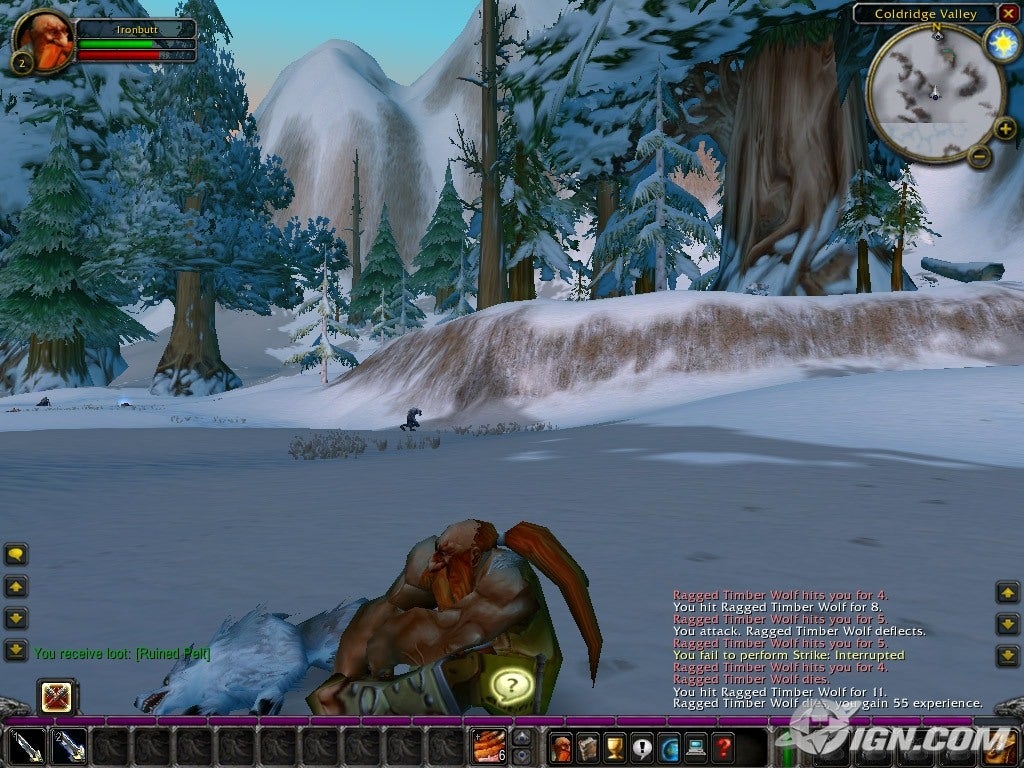 Ironbutt
2
Coldridge Valley
N
Ragged Timber Wolf hits you for 4.
You hit Ragged Timber Wolf for 8.
Ragged Timber Wolf hits you for 5.
You attack. Ragged Timber Wolf deflects.
Ragged Timber Wolf hits you for 5.
You fail to perform Strike: Interrupted
Ragged Timber Wolf hits you for 4.
Ragged Timber Wolf dies.
You hit Ragged Timber Wolf for 11.
Ragged Timber Wolf dies, you gain 55 experience.
You receive loot: [Ruined Pelt]
?
2
6
!
?
IGN.COM